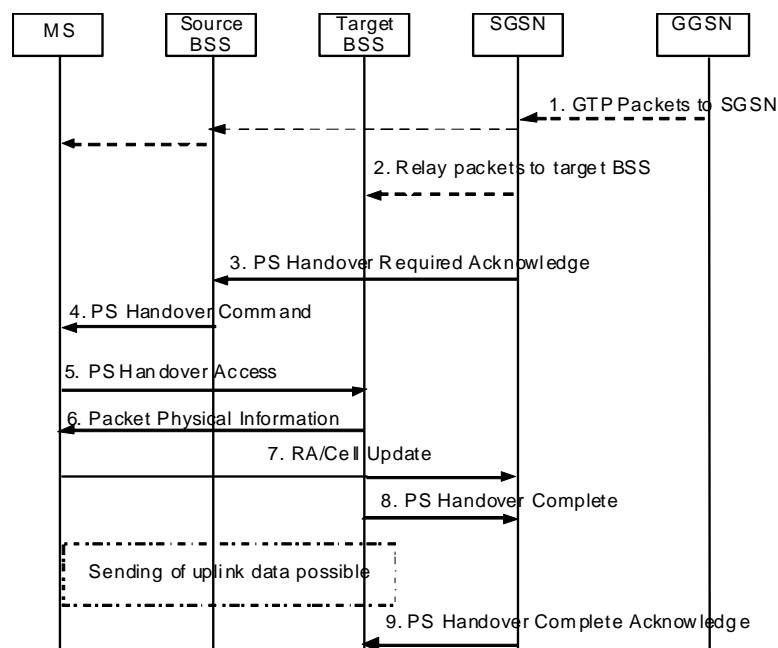 MS
Source
BSS
Target
BSS
SGSN
GGSN
1. GTP Packets to SGSN
2. Relay packets to target BSS
3. PS Handover Required Acknowledge
4. PS Handover Command
5. PS Handover Access
6. Packet Physical Information
7. RA/Cell Update
8. PS Handover Complete
Sending of uplink data possible
9. PS Handover Complete Acknowledge